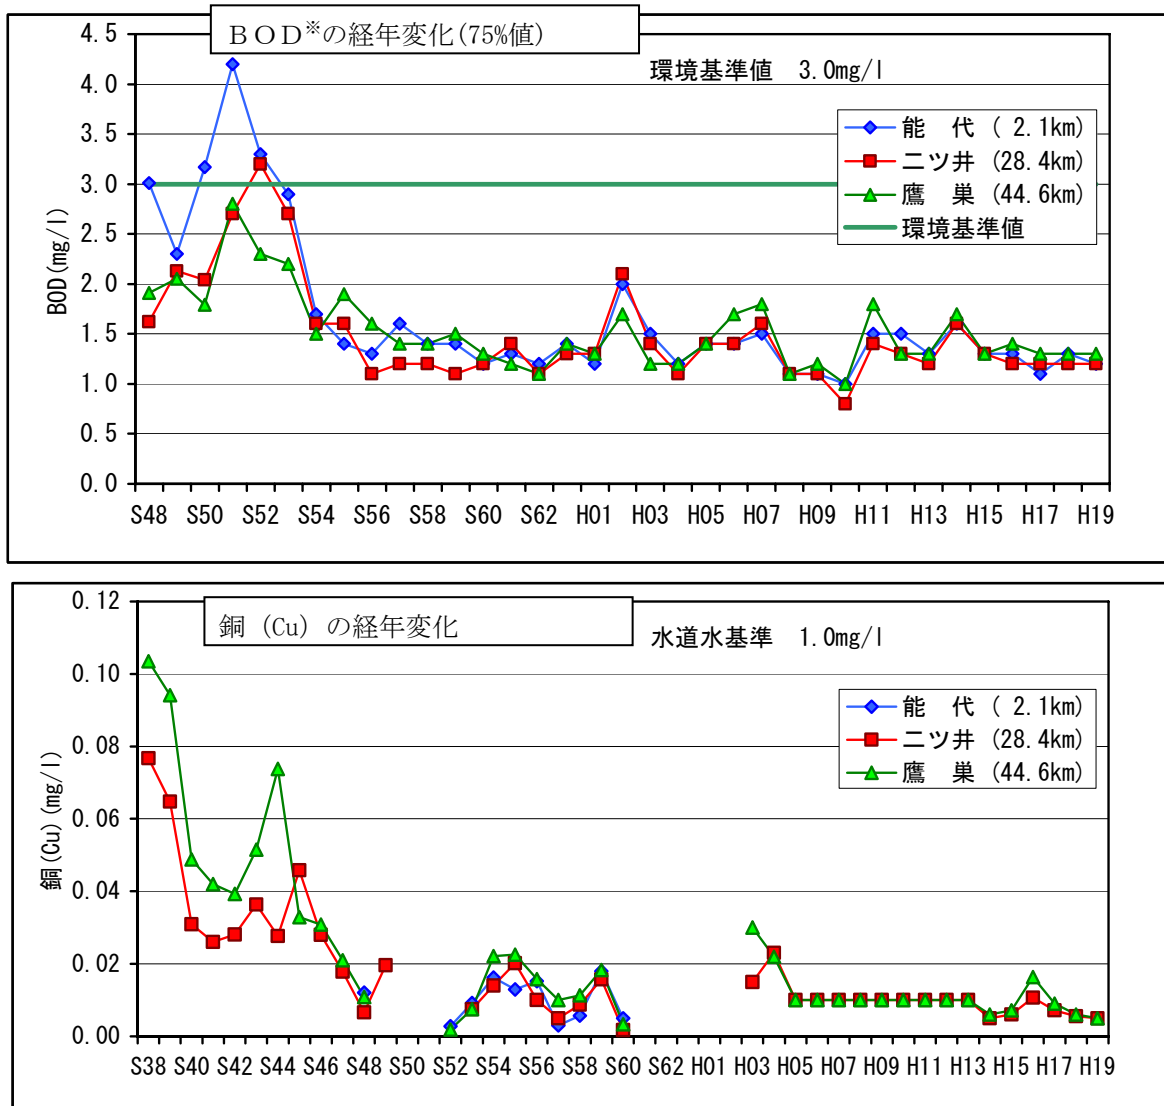 BOD※の経年変化(75%値)
環境基準値 3.0mg/l
4.5
4.0
3.5
3.0
2.5
2.0
1.5
1.0
0.5
0.0
BOD(mg/l)
能 代 ( 2.1km)
二ツ井 (28.4km)
鷹 巣 (44.6km)
環境基準値
S48 S50 S52 S54 S56 S58 S60 S62 H01 H03 H05 H07 H09 H11 H13 H15 H17 H19
銅 (Cu) の経年変化
水道水基準 1.0mg/l
0.12
0.10
0.08
0.06
0.04
0.02
0.00
銅(Cu)(mg/l)
能 代 ( 2.1km)
二ツ井 (28.4km)
鷹 巣 (44.6km)
S38 S40 S42 S44 S46 S48 S50 S52 S54 S56 S58 S60 S62 H01 H03 H05 H07 H09 H11 H13 H15 H17 H19